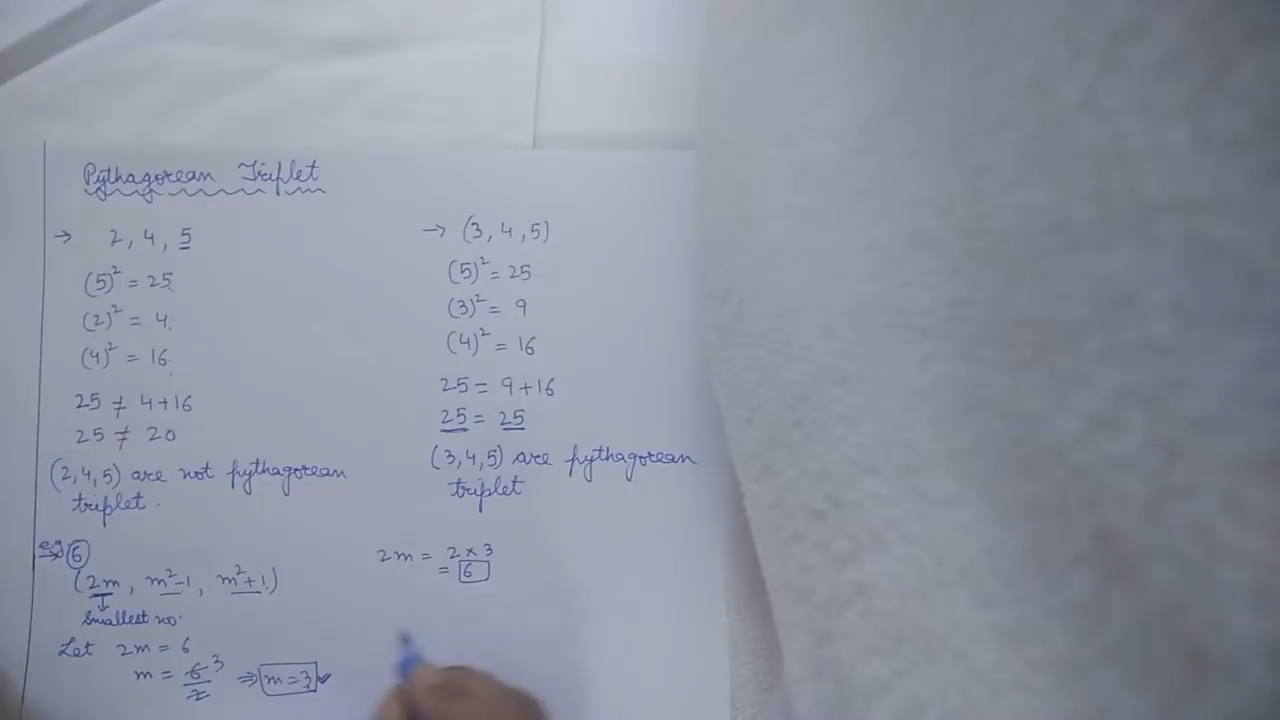 Pythagorean Triplet
→ 2, 4, 5
(5)² = 25
(2)² = 4
(4)² = 16
25 ≠ 4+16
25 ≠ 20
(2,4,5) are not pythagorean
triplet.
→ (3, 4, 5)
(5)² = 25
(3)² = 9
(4)² = 16
25 = 9+16
25 = 25
(3,4,5) are pythagorean
triplet
eg→ 6
(2m, m²-1, m²+1)
↓
Smallest no.
Let 2m = 6
m = 6/2 3 ⇒ m=3 ✓
2m = 2 × 3
= 6